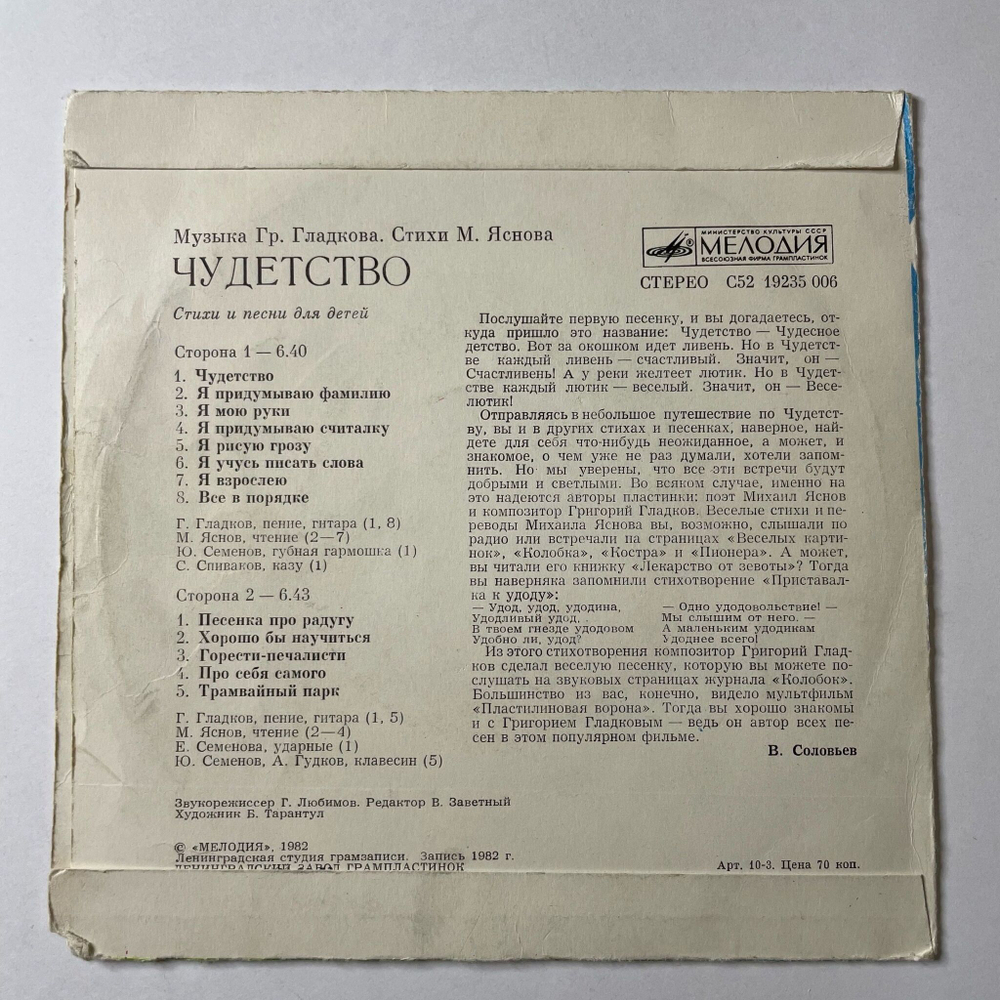 Музыка Гр. Гладкова. Стихи М. Яснова
ЧУДЕТСТВО
Стихи и песни для детей
Сторона 1 — 6.40
1. Чудетство
2. Я придумываю фамилию
3. Я мою руки
4. Я придумываю считалку
5. Я рисую грозу
6. Я учусь писать слова
7. Я взрослею
8. Все в порядке
Г. Гладков, пение, гитара (1, 8)
М. Яснов, чтение (2—7)
Ю. Семенов, губная гармошка (1)
С. Спиваков, казу (1)
Сторона 2 — 6.43
1. Песенка про радугу
2. Хорошо бы научиться
3. Горести-печалисти
4. Про себя самого
5. Трамвайный парк
Г. Гладков, пение, гитара (1, 5)
М. Яснов, чтение (2—4)
Е. Семенова, ударные (1)
Ю. Семенов, А. Гудков, клавесин (5)
Звукорежиссер Г. Любимов. Редактор В. Заветный
Художник Б. Тарантул
© «МЕЛОДИЯ», 1982
Ленинградская студия грамзаписи. Запись 1982 г.
ЛЕНИНГРАДСКИЙ ЗАВОД ГРАМПЛАСТИНОК
МИНИСТЕРСТВО КУЛЬТУРЫ СССР
МЕЛОДИЯ
ВСЕСОЮЗНАЯ ФИРМА ГРАМПЛАСТИНОК
СТЕРЕО С52 19235 006
Послушайте первую песенку, и вы догадаетесь, от-
куда пришло это название: Чудетство — Чудесное
детство. Вот за окошком идет ливень. Но в Чудетст-
ве каждый ливень — счастливый. Значит, он —
Счастливень! А у реки желтеет лютик. Но в Чудет-
стве каждый лютик — веселый. Значит, он — Весе-
лютик!
Отправляясь в небольшое путешествие по Чудетст-
ву, вы и в других стихах и песенках, наверное, най-
дете для себя что-нибудь неожиданное, а может, и
знакомое, о чем уже не раз думали, хотели запом-
нить. Но мы уверены, что все эти встречи будут
добрыми и светлыми. Во всяком случае, именно на
это надеются авторы пластинки: поэт Михаил Яснов
и композитор Григорий Гладков. Веселые стихи и пе-
реводы Михаила Яснова вы, возможно, слышали по
радио или встречали на страницах «Веселых карти-
нок», «Колобка», «Костра» и «Пионера». А может,
вы читали его книжку «Лекарство от зевоты»? Тогда
вы наверняка запомнили стихотворение «Приставал-
ка к удоду»:
— Удод, удод, удодина,
Удодливый удод,
В твоем гнезде удодовом
Удобно ли, удод?
— Одно удодовольствие! —
Мы слышим от него. —
А маленьким удодикам
Удоднее всего!
Из этого стихотворения композитор Григорий Глад-
ков сделал веселую песенку, которую вы можете по-
слушать на звуковых страницах журнала «Колобок».
Большинство из вас, конечно, видело мультфильм
«Пластилиновая ворона». Тогда вы хорошо знакомы
и с Григорием Гладковым — ведь он автор всех пе-
сен в этом популярном фильме.
В. Соловьев
Арт. 10-3. Цена 70 коп.